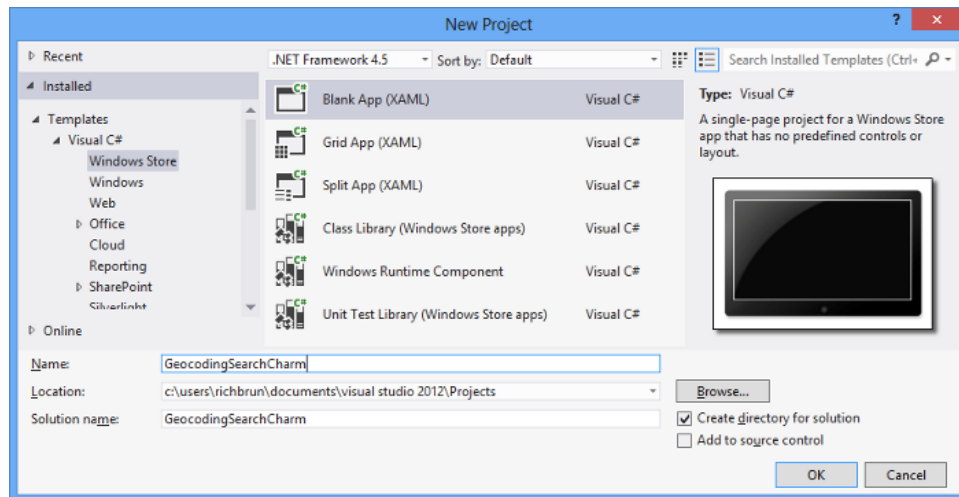 New Project
? ×
Recent
.NET Framework 4.5 Sort by: Default
Search Installed Templates (Ctrl+
Installed
Templates
Visual C#
Windows Store
Windows
Web
Office
Cloud
Reporting
SharePoint
Silverlight
Online
C# Blank App (XAML) Visual C#
C# Grid App (XAML) Visual C#
C# Split App (XAML) Visual C#
C# Class Library (Windows Store apps) Visual C#
C# Windows Runtime Component Visual C#
C# Unit Test Library (Windows Store apps) Visual C#
Type: Visual C#
A single-page project for a Windows Store
app that has no predefined controls or
layout.
Name: GeocodingSearchCharm
Location: c:\users\richbrun\documents\visual studio 2012\Projects
Browse...
Solution name: GeocodingSearchCharm
Create directory for solution
Add to source control
OK Cancel